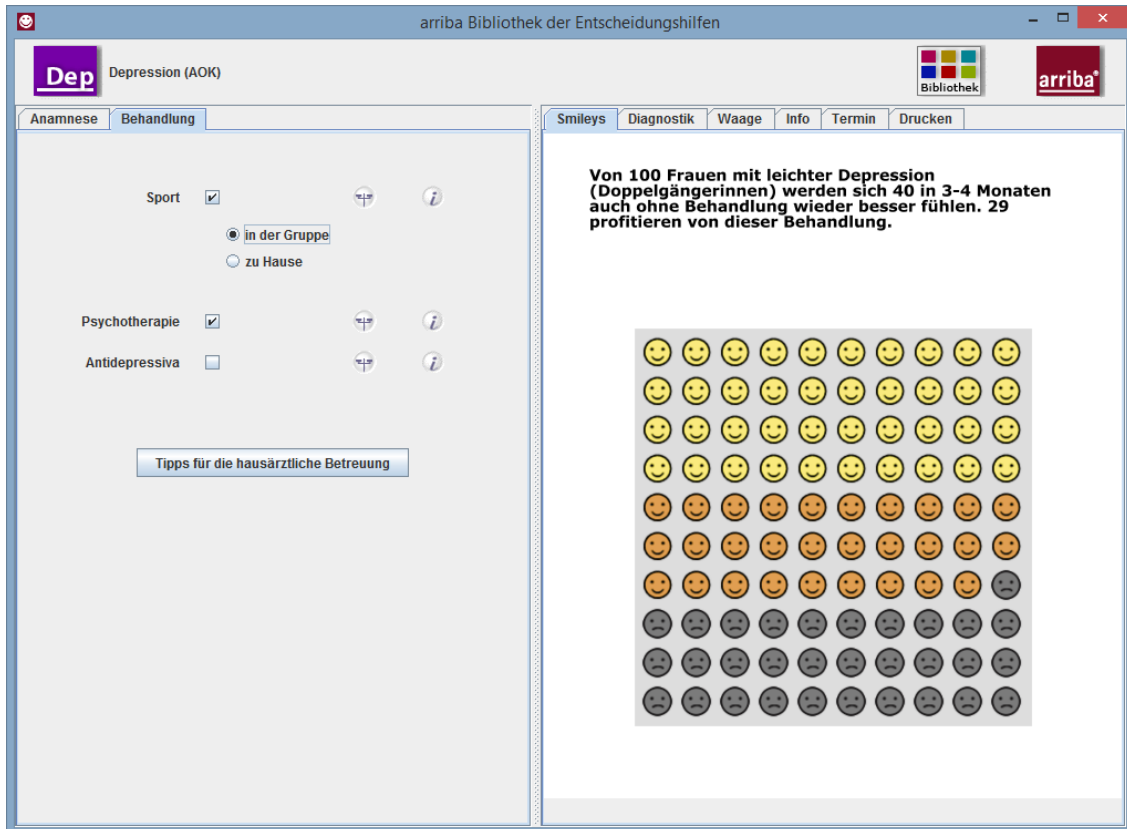 arriba Bibliothek der Entscheidungshilfen
Dep
Depression (AOK)
Bibliothek
arriba®
Anamnese
Behandlung
Sport
in der Gruppe
zu Hause
Psychotherapie
Antidepressiva
Tipps für die hausärztliche Betreuung
Smileys
Diagnostik
Waage
Info
Termin
Drucken
Von 100 Frauen mit leichter Depression
(Doppelgängerinnen) werden sich 40 in 3-4 Monaten
auch ohne Behandlung wieder besser fühlen. 29
profitieren von dieser Behandlung.